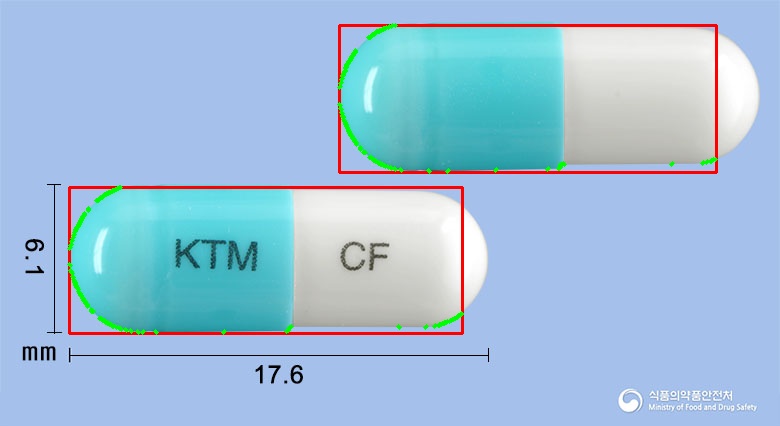 KTM CF
6.1
mm
17.6
식품의약품안전처
Ministry of Food and Drug Safety